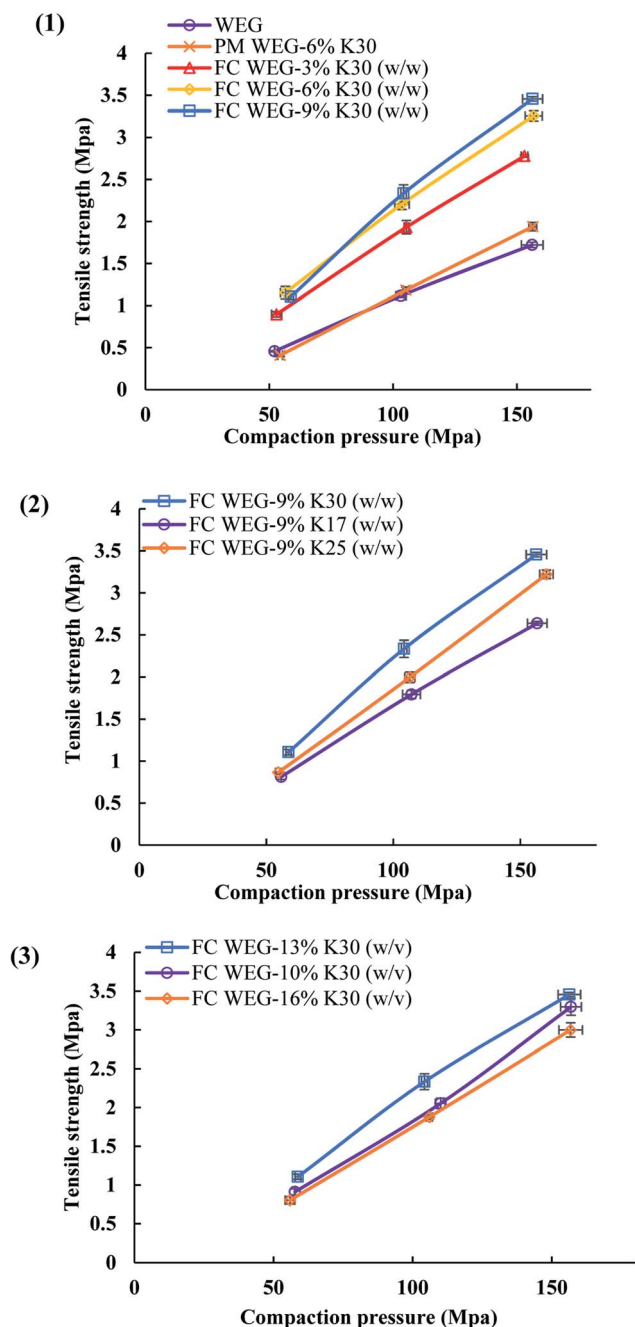 (1)
WEG
PM WEG-6% K30
FC WEG-3% K30 (w/w)
FC WEG-6% K30 (w/w)
FC WEG-9% K30 (w/w)
4
3.5
3
2.5
2
1.5
1
0.5
0
Tensile strength (Mpa)
0 50 100 150
Compaction pressure (Mpa)
(2)
FC WEG-9% K30 (w/w)
FC WEG-9% K17 (w/w)
FC WEG-9% K25 (w/w)
4
3.5
3
2.5
2
1.5
1
0.5
0
Tensile strength (Mpa)
0 50 100 150
Compaction pressure (Mpa)
(3)
FC WEG-13% K30 (w/v)
FC WEG-10% K30 (w/v)
FC WEG-16% K30 (w/v)
4
3.5
3
2.5
2
1.5
1
0.5
0
Tensile strength (Mpa)
0 50 100 150
Compaction pressure (Mpa)